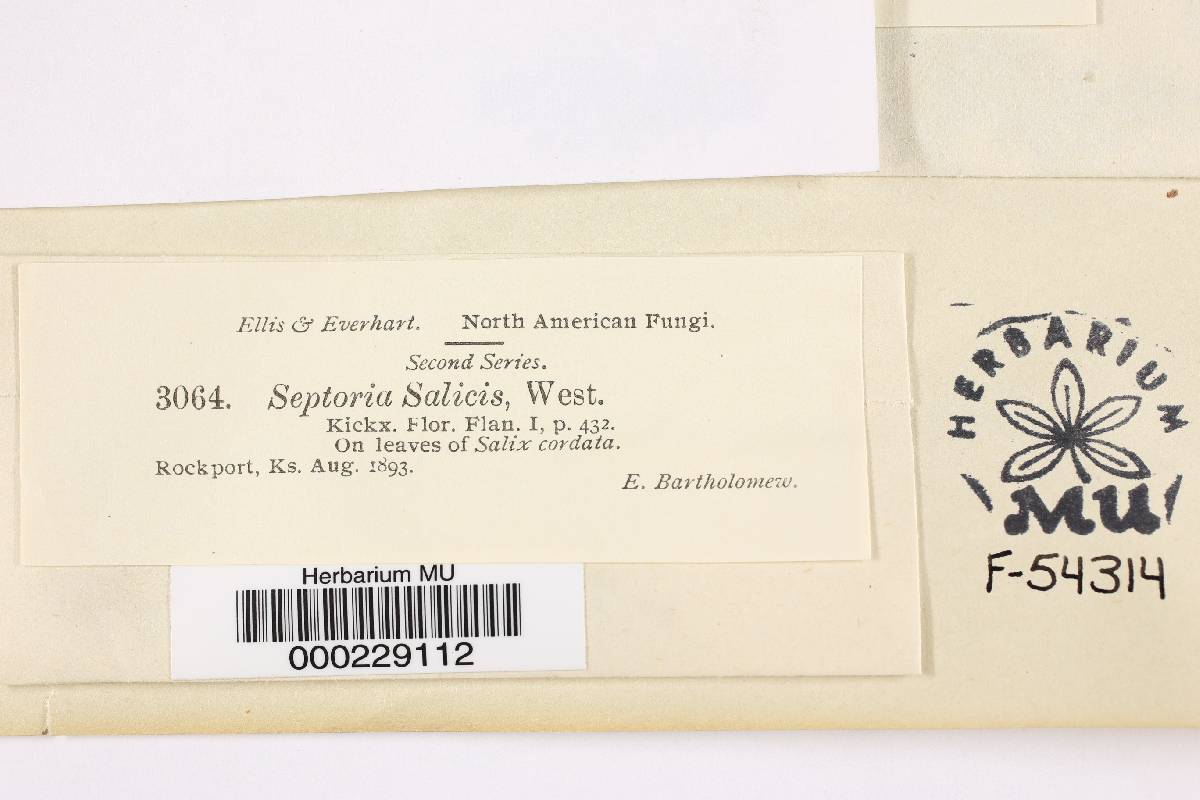 Ellis & Everhart. North American Fungi.
Second Series.
3064. Septoria Salicis, West.
Kickx. Flor. Flan. I, p. 432.
On leaves of Salix cordata.
Rockport, Ks. Aug. 1893.
E. Bartholomew.
HERBARIUM
MU
F-54314
Herbarium MU
000229112